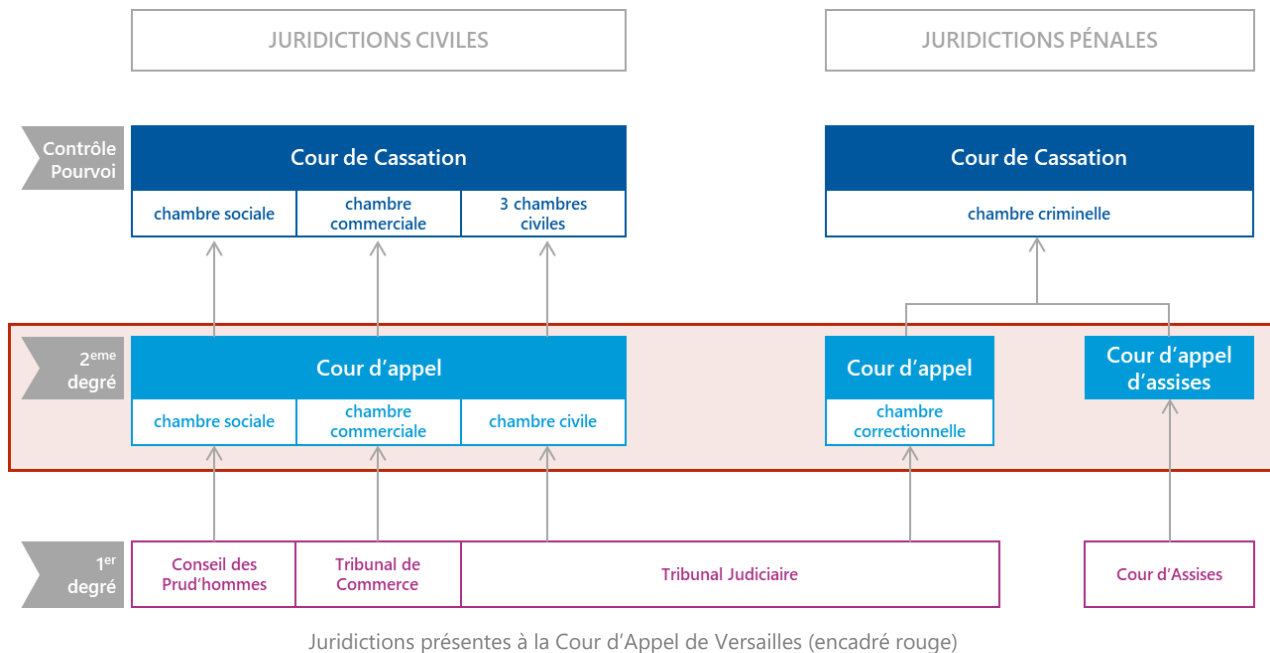 JURIDICTIONS CIVILES
JURIDICTIONS PÉNALES
Contrôle
Pourvoi
Cour de Cassation
chambre sociale
chambre
commerciale
3 chambres
civiles
Cour de Cassation
chambre criminelle
2eme
degré
Cour d'appel
chambre sociale
chambre
commerciale
chambre civile
Cour d'appel
chambre
correctionnelle
Cour d'appel
d'assises
1er
degré
Conseil des
Prud'hommes
Tribunal de
Commerce
Tribunal Judiciaire
Cour d'Assises
Juridictions présentes à la Cour d'Appel de Versailles (encadré rouge)